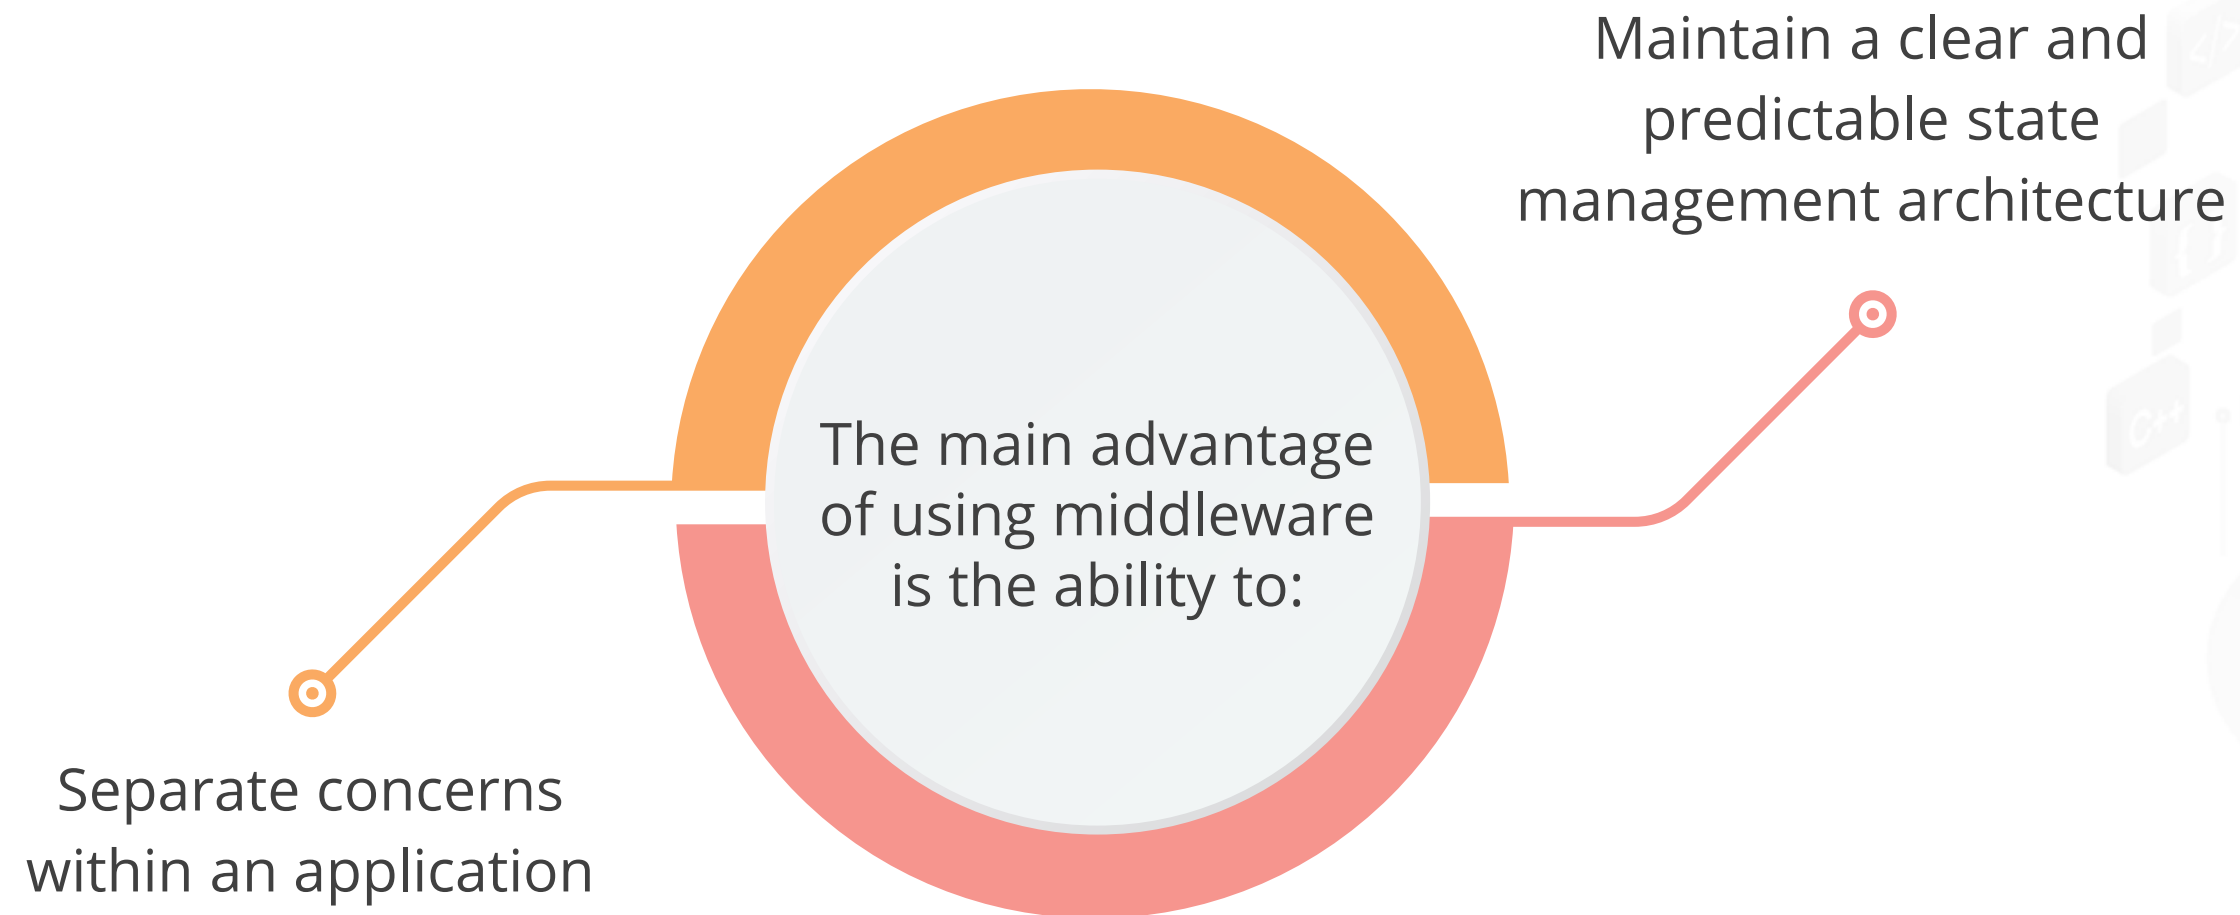 Maintain a clear and
predictable state
management architecture
The main advantage
of using middleware
is the ability to:
Separate concerns
within an application
</>
{ }
C++